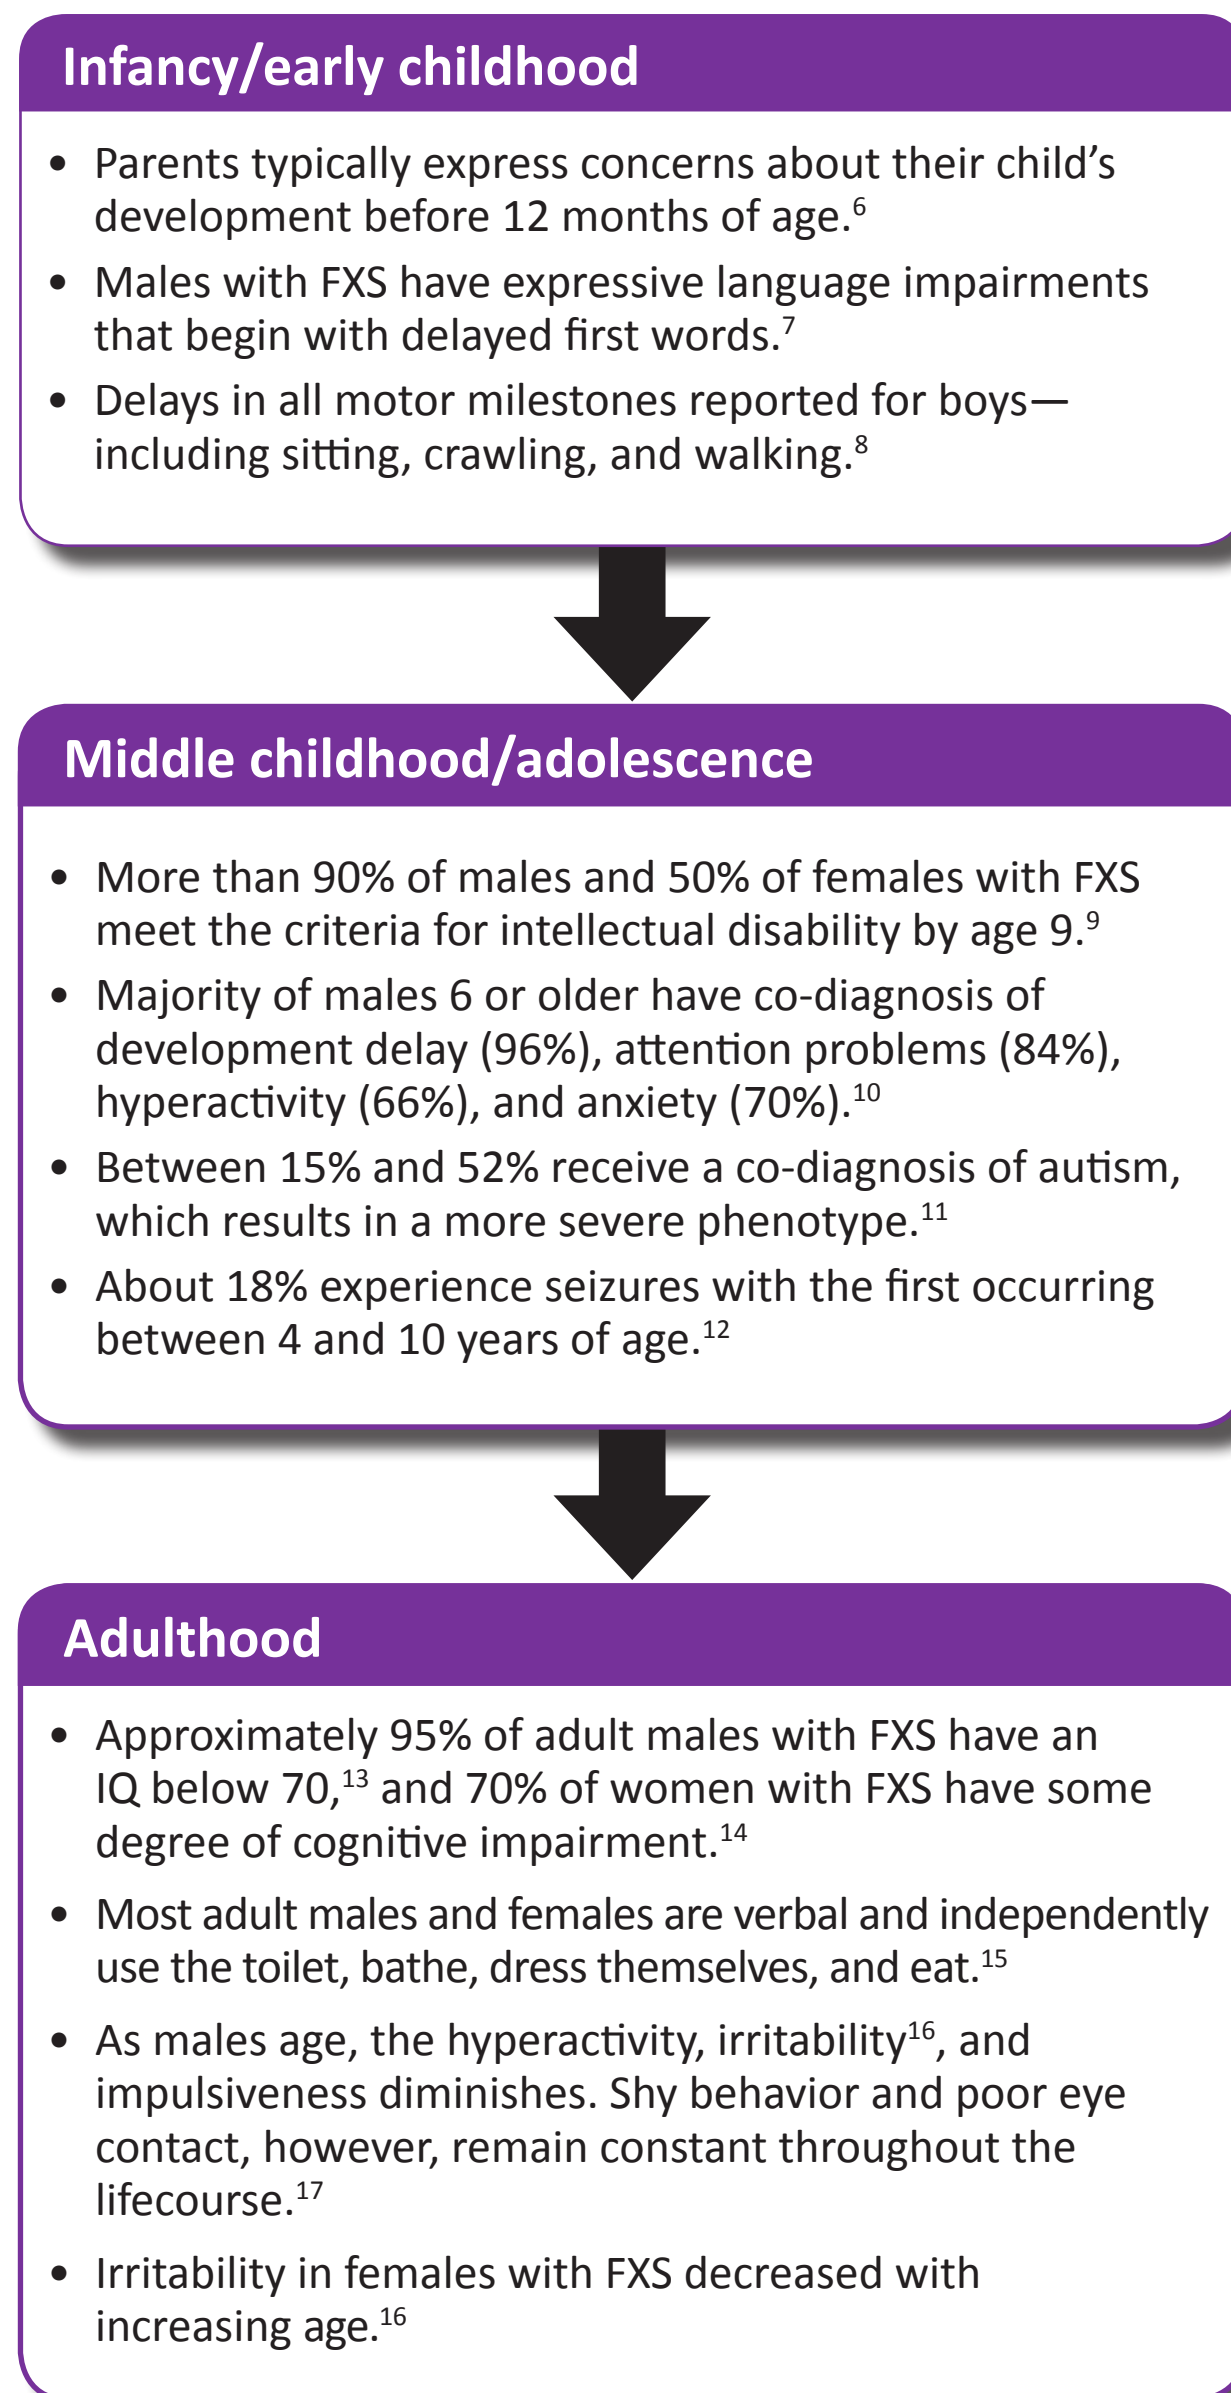 Infancy/early childhood
• Parents typically express concerns about their child’s
development before 12 months of age.⁶
• Males with FXS have expressive language impairments
that begin with delayed first words.⁷
• Delays in all motor milestones reported for boys—
including sitting, crawling, and walking.⁸
Middle childhood/adolescence
• More than 90% of males and 50% of females with FXS
meet the criteria for intellectual disability by age 9.⁹
• Majority of males 6 or older have co-diagnosis of
development delay (96%), attention problems (84%),
hyperactivity (66%), and anxiety (70%).¹⁰
• Between 15% and 52% receive a co-diagnosis of autism,
which results in a more severe phenotype.¹¹
• About 18% experience seizures with the first occurring
between 4 and 10 years of age.¹²
Adulthood
• Approximately 95% of adult males with FXS have an
IQ below 70,¹³ and 70% of women with FXS have some
degree of cognitive impairment.¹⁴
• Most adult males and females are verbal and independently
use the toilet, bathe, dress themselves, and eat.¹⁵
• As males age, the hyperactivity, irritability¹⁶, and
impulsiveness diminishes. Shy behavior and poor eye
contact, however, remain constant throughout the
lifecourse.¹⁷
• Irritability in females with FXS decreased with
increasing age.¹⁶